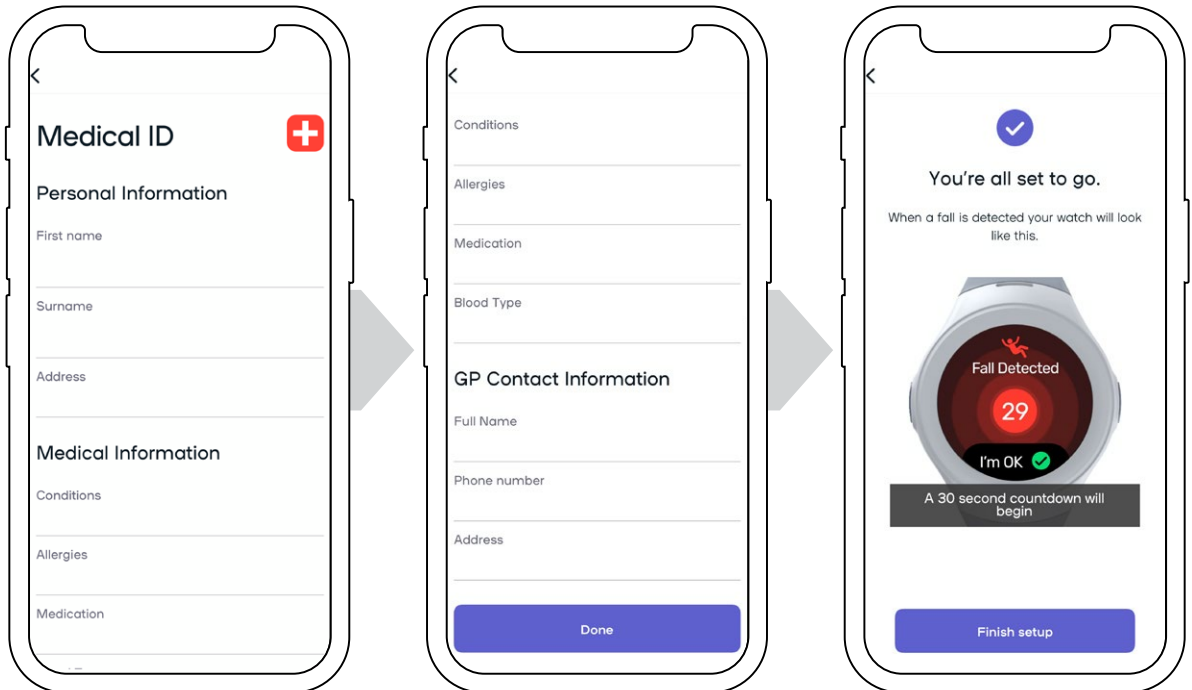 Medical ID
Personal Information
First name
Surname
Address
Medical Information
Conditions
Allergies
Medication
Conditions
Allergies
Medication
Blood Type
GP Contact Information
Full Name
Phone number
Address
Done
You're all set to go.
When a fall is detected your watch will look
like this.
Fall Detected
29
I'm OK
A 30 second countdown will
begin
Finish setup